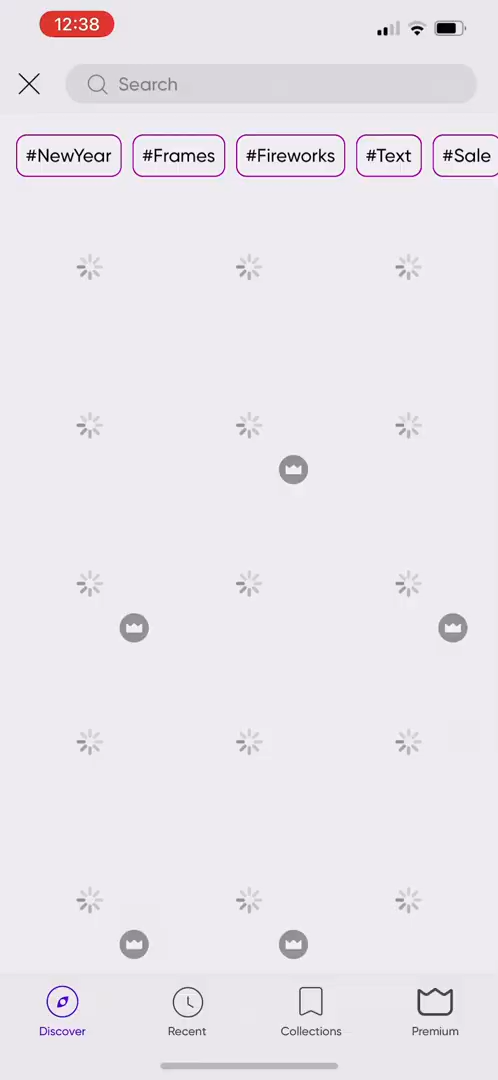 12:38
Search
#NewYear
#Frames
#Fireworks
#Text
#Sale
Discover
Recent
Collections
Premium